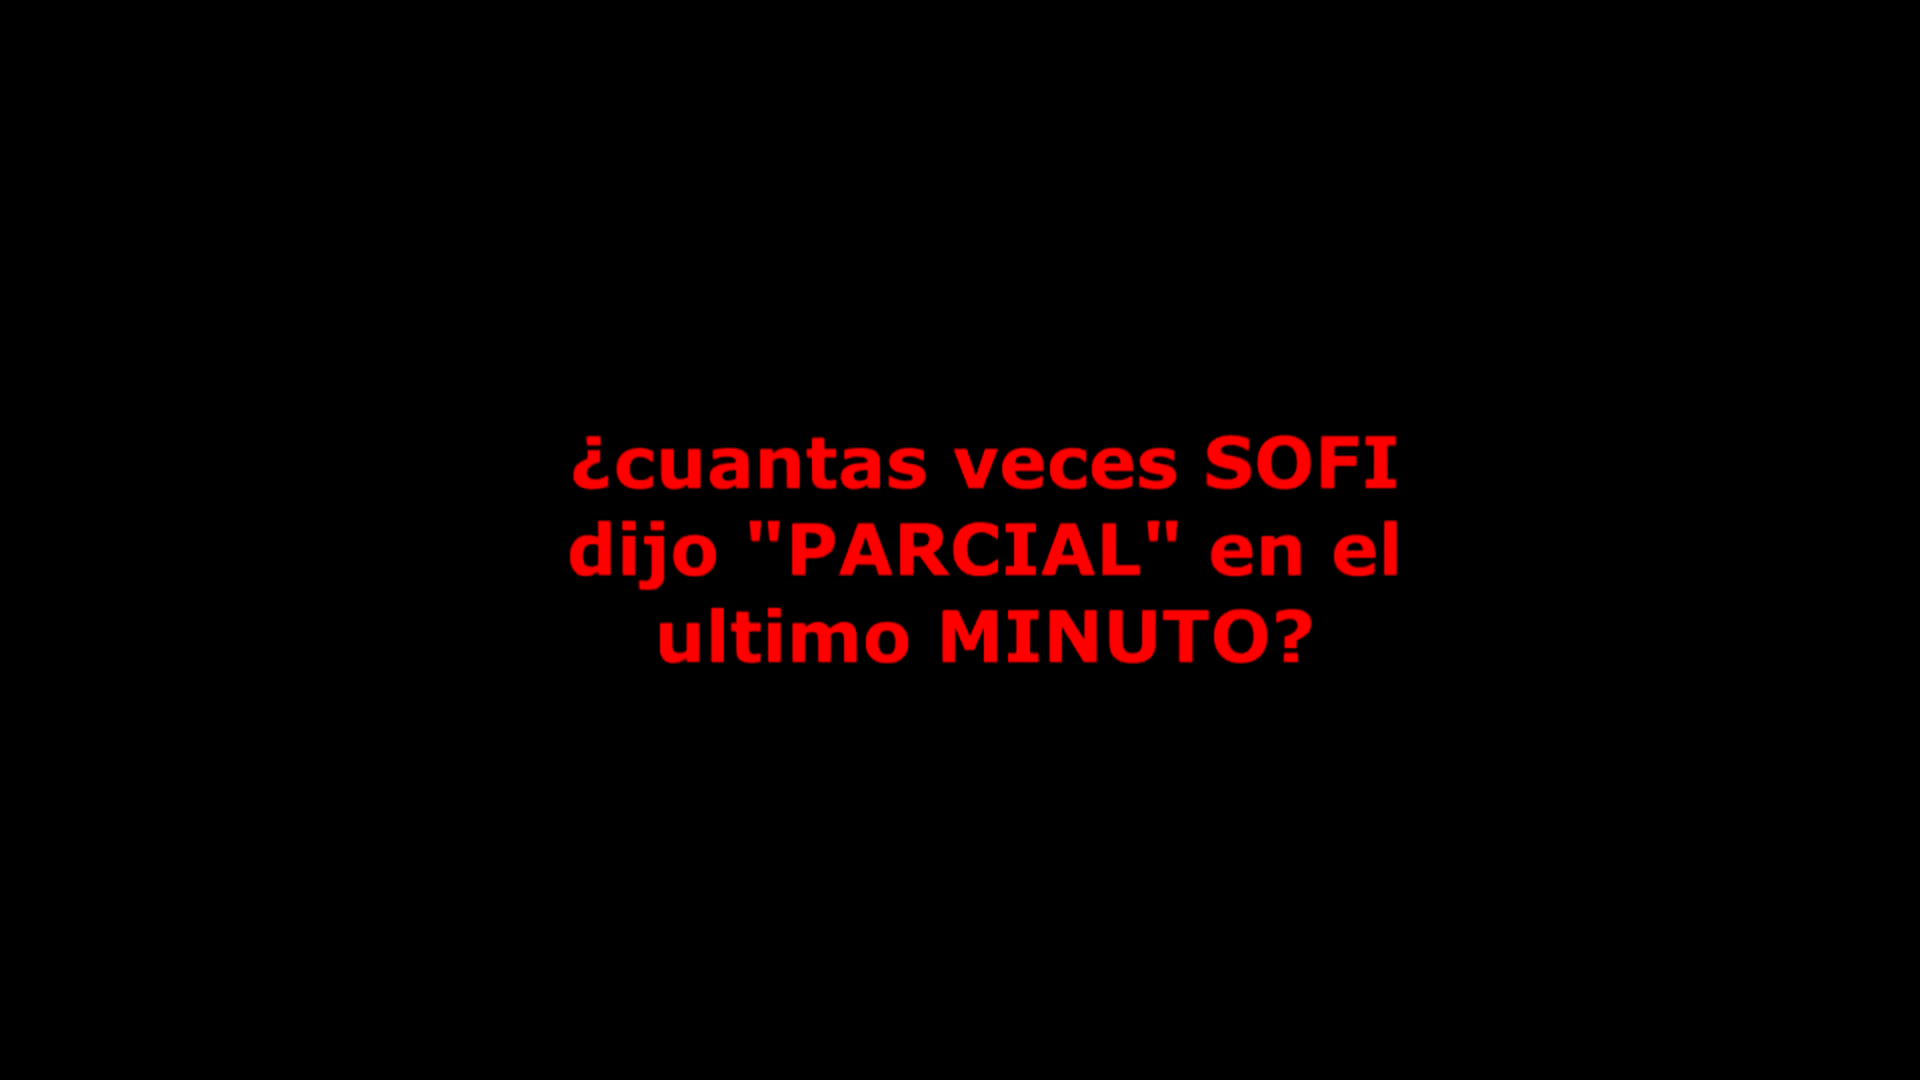 ¿cuantas veces SOFI
dijo "PARCIAL" en el
ultimo MINUTO?